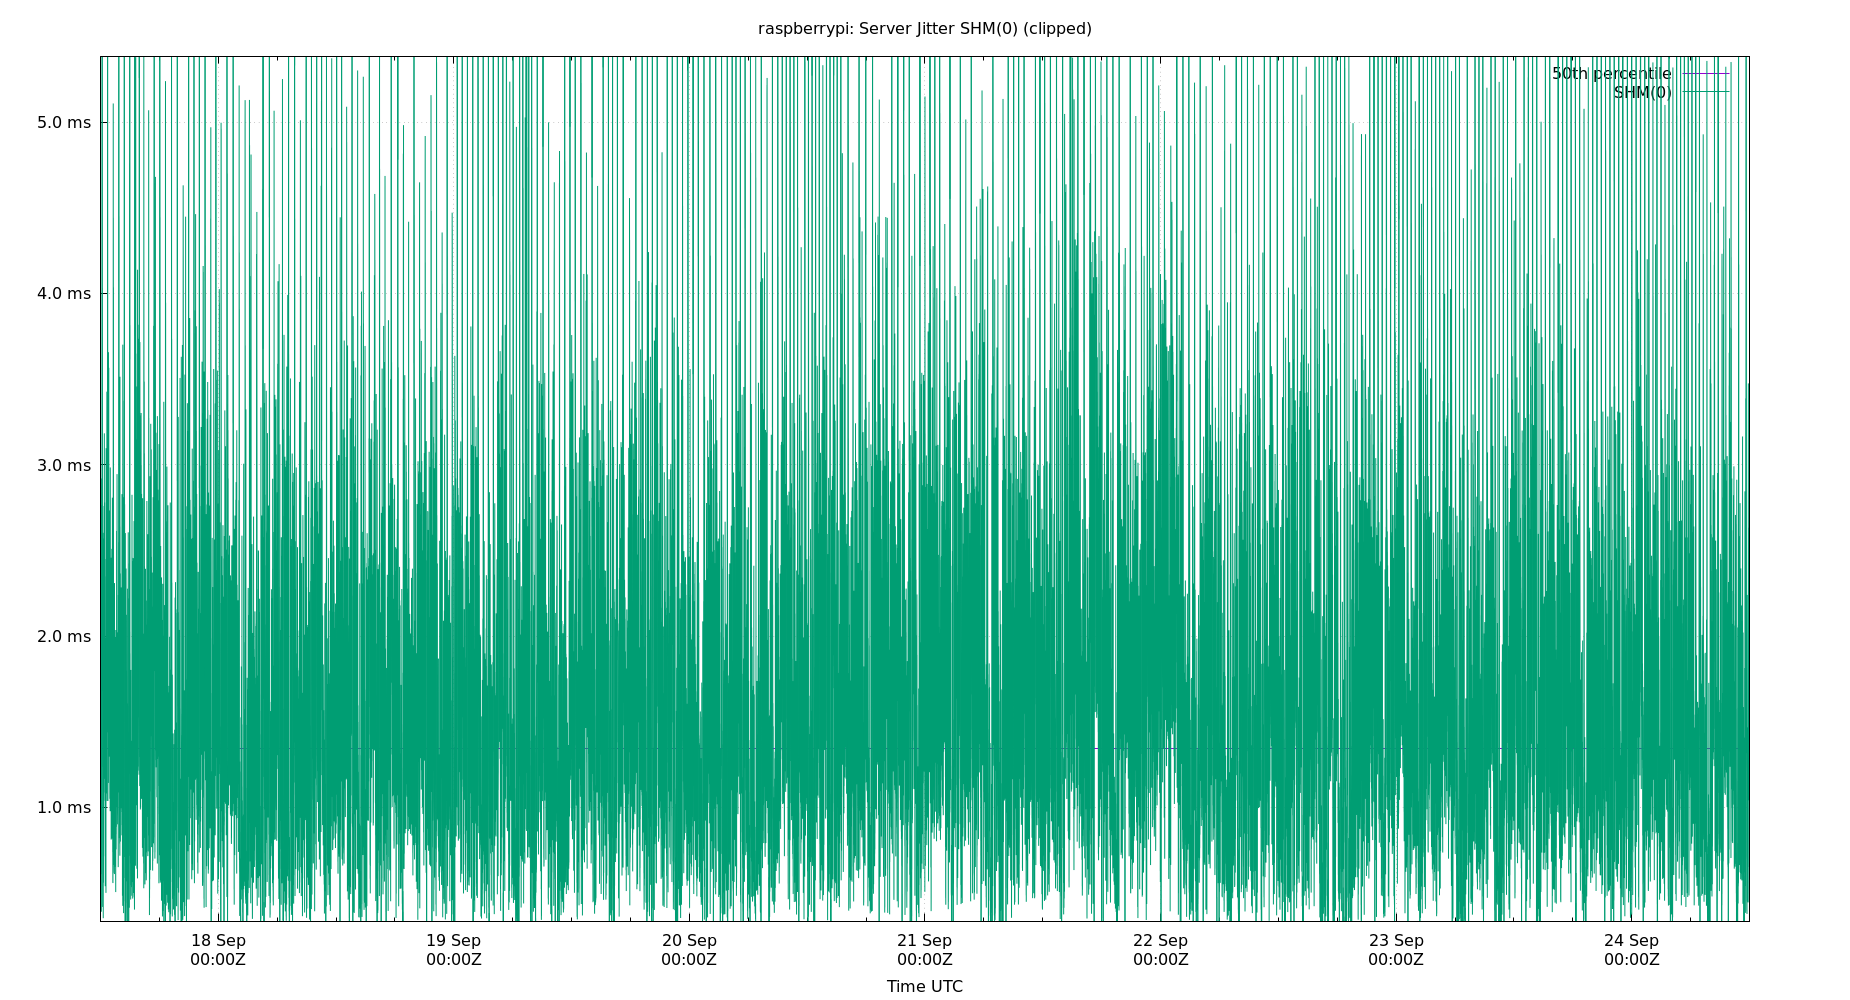 raspberrypi: Server Jitter SHM(0) (clipped)
50th percentile
SHM(0)
5.0 ms
4.0 ms
3.0 ms
2.0 ms
1.0 ms
18 Sep
00:00Z
19 Sep
00:00Z
20 Sep
00:00Z
21 Sep
00:00Z
22 Sep
00:00Z
23 Sep
00:00Z
24 Sep
00:00Z
Time UTC